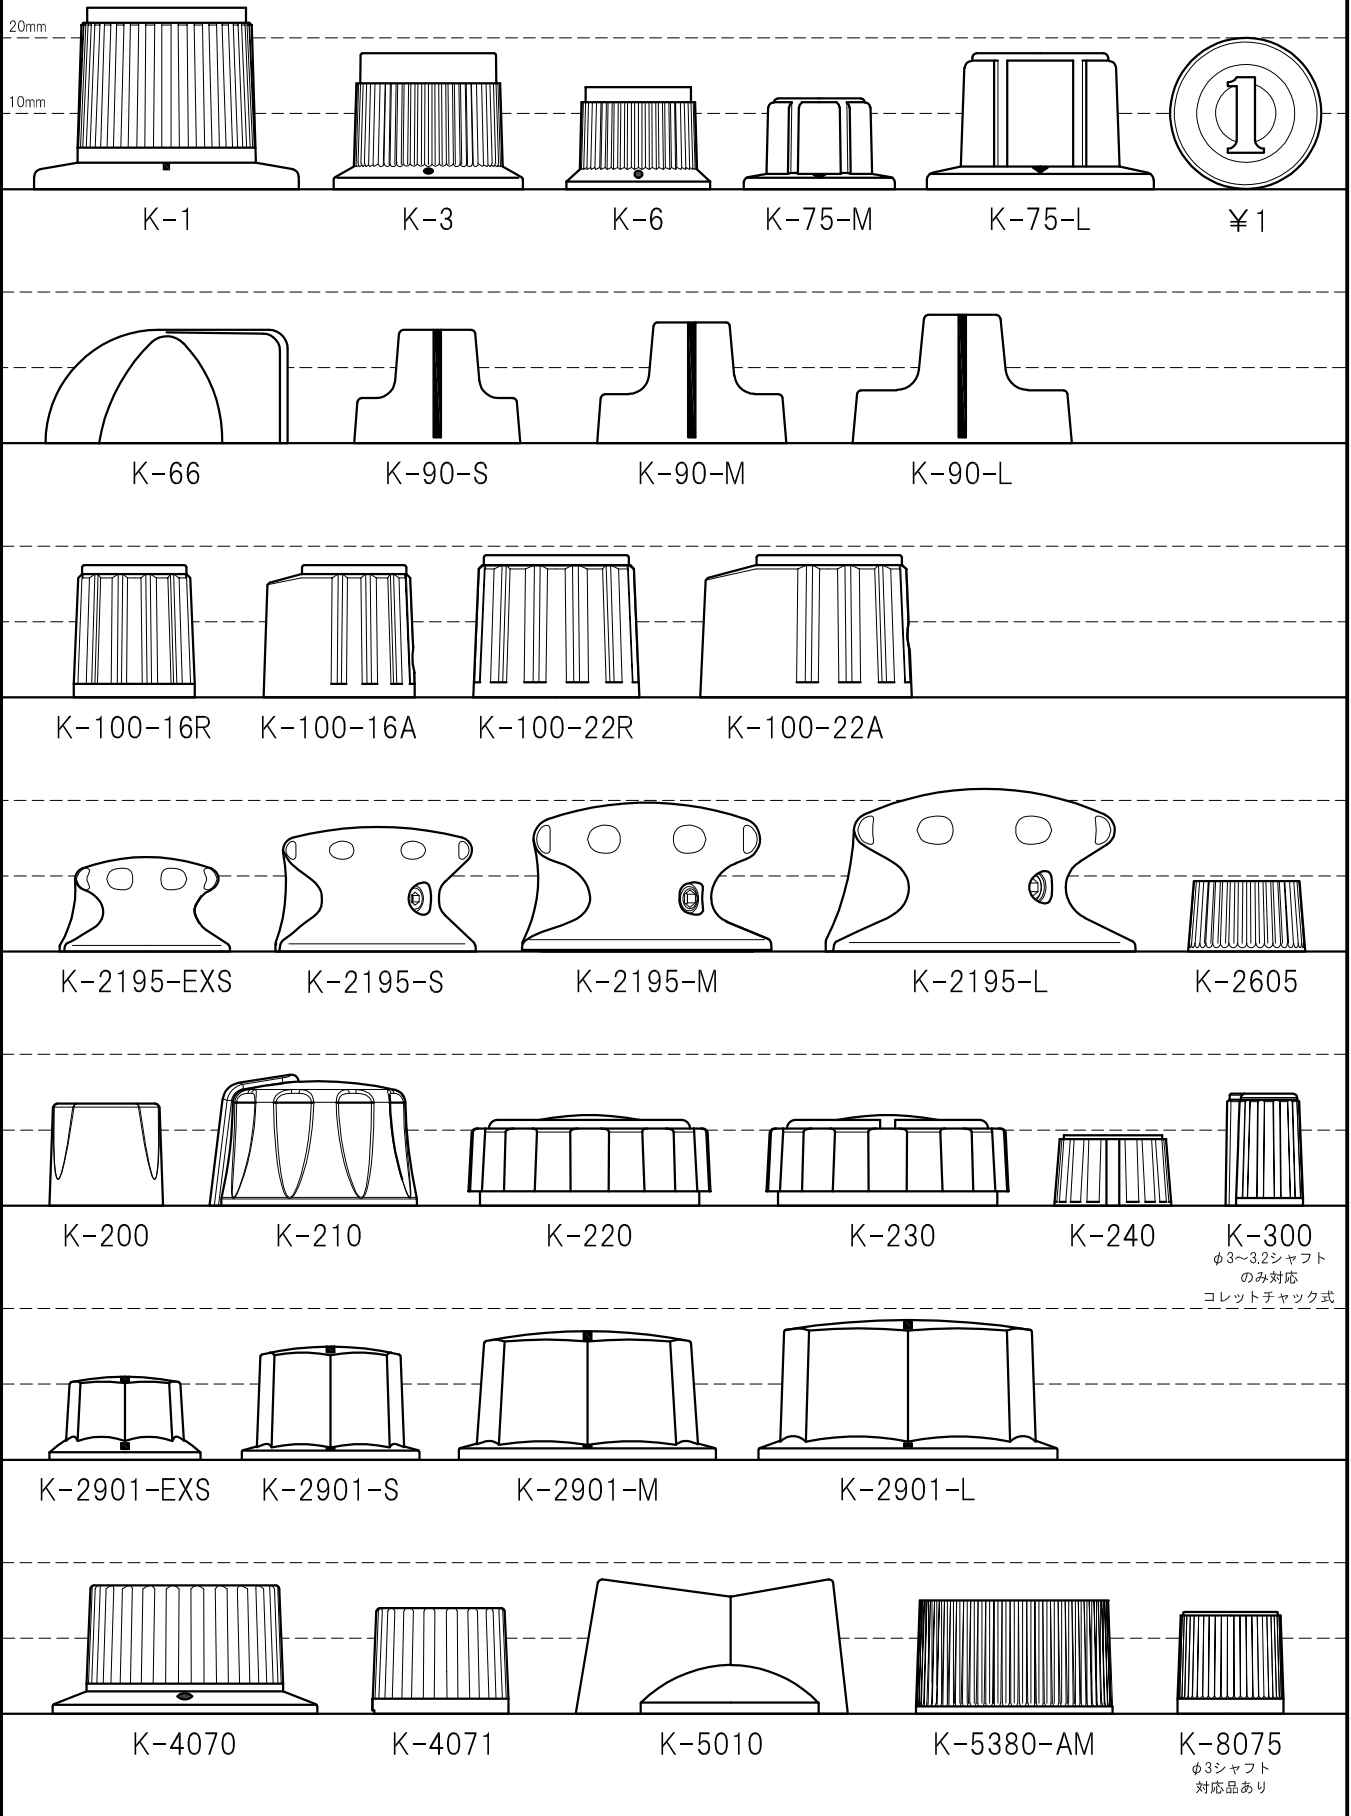 20mm
10mm
1
K-1 K-3 K-6 K-75-M K-75-L ¥1
K-66 K-90-S K-90-M K-90-L
K-100-16R K-100-16A K-100-22R K-100-22A
K-2195-EXS K-2195-S K-2195-M K-2195-L K-2605
K-200 K-210 K-220 K-230 K-240 K-300
φ3～3.2シャフト
のみ対応
コレットチャック式
K-2901-EXS K-2901-S K-2901-M K-2901-L
K-4070 K-4071 K-5010 K-5380-AM K-8075
φ3シャフト
対応品あり